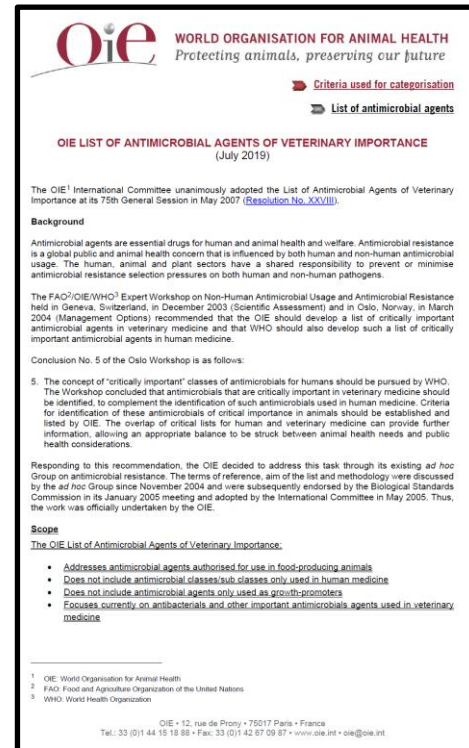 Oie
WORLD ORGANISATION FOR ANIMAL HEALTH
Protecting animals, preserving our future
Criteria used for categorisation
List of antimicrobial agents
OIE LIST OF ANTIMICROBIAL AGENTS OF VETERINARY IMPORTANCE
(July 2019)
The OIE¹ International Committee unanimously adopted the List of Antimicrobial Agents of Veterinary
Importance at its 75th General Session in May 2007 (Resolution No. XXVIII).
Background
Antimicrobial agents are essential drugs for human and animal health and welfare. Antimicrobial resistance
is a global public and animal health concern that is influenced by both human and non-human antimicrobial
usage. The human, animal and plant sectors have a shared responsibility to prevent or minimise
antimicrobial resistance selection pressures on both human and non-human pathogens.
The FAO²/OIE/WHO³ Expert Workshop on Non-Human Antimicrobial Usage and Antimicrobial Resistance
held in Geneva, Switzerland, in December 2003 (Scientific Assessment) and in Oslo, Norway, in March
2004 (Management Options) recommended that the OIE should develop a list of critically important
antimicrobial agents in veterinary medicine and that WHO should also develop such a list of critically
important antimicrobial agents in human medicine.
Conclusion No. 5 of the Oslo Workshop is as follows:
5. The concept of "critically important" classes of antimicrobials for humans should be pursued by WHO.
The Workshop concluded that antimicrobials that are critically important in veterinary medicine should
be identified, to complement the identification of such antimicrobials used in human medicine. Criteria
for identification of these antimicrobials of critical importance in animals should be established and
listed by OIE. The overlap of critical lists for human and veterinary medicine can provide further
information, allowing an appropriate balance to be struck between animal health needs and public
health considerations.
Responding to this recommendation, the OIE decided to address this task through its existing ad hoc
Group on antimicrobial resistance. The terms of reference, aim of the list and methodology were discussed
by the ad hoc Group since November 2004 and were subsequently endorsed by the Biological Standards
Commission in its January 2005 meeting and adopted by the International Committee in May 2005. Thus,
the work was officially undertaken by the OIE.
Scope
The OIE List of Antimicrobial Agents of Veterinary Importance:
• Addresses antimicrobial agents authorised for use in food-producing animals
• Does not include antimicrobial classes/sub classes only used in human medicine
• Does not include antimicrobial agents only used as growth-promoters
• Focuses currently on antibacterials and other important antimicrobials agents used in veterinary
medicine
1 OIE: World Organisation for Animal Health
2 FAO: Food and Agriculture Organization of the United Nations
3 WHO: World Health Organization
OIE • 12, rue de Prony • 75017 Paris • France
Tel.: 33 (0)1 44 15 18 88 • Fax: 33 (0)1 42 67 09 87 • www.oie.int • oie@oie.int